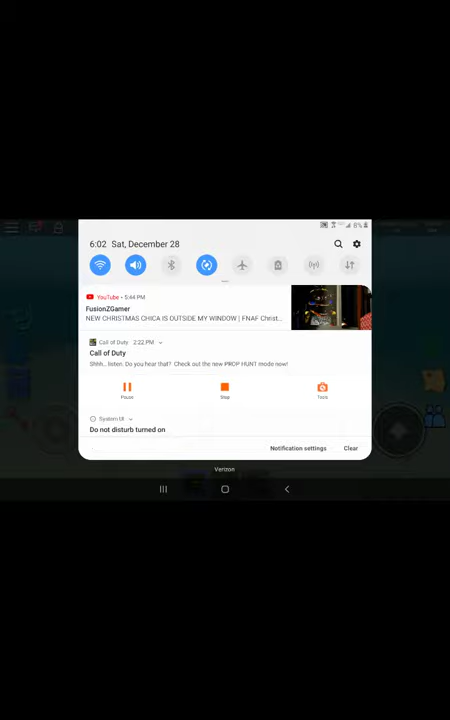 8%
6:02 Sat, December 28
YouTube • 5:44 PM
FusionZGamer
NEW CHRISTMAS CHICA IS OUTSIDE MY WINDOW | FNAF Christ...
Call of Duty 2:22 PM
Call of Duty
Shhh...listen. Do you hear that? Check out the new PROP HUNT mode now!
Pause
Stop
Tools
System UI
Do not disturb turned on
Notification settings
Clear
Verizon